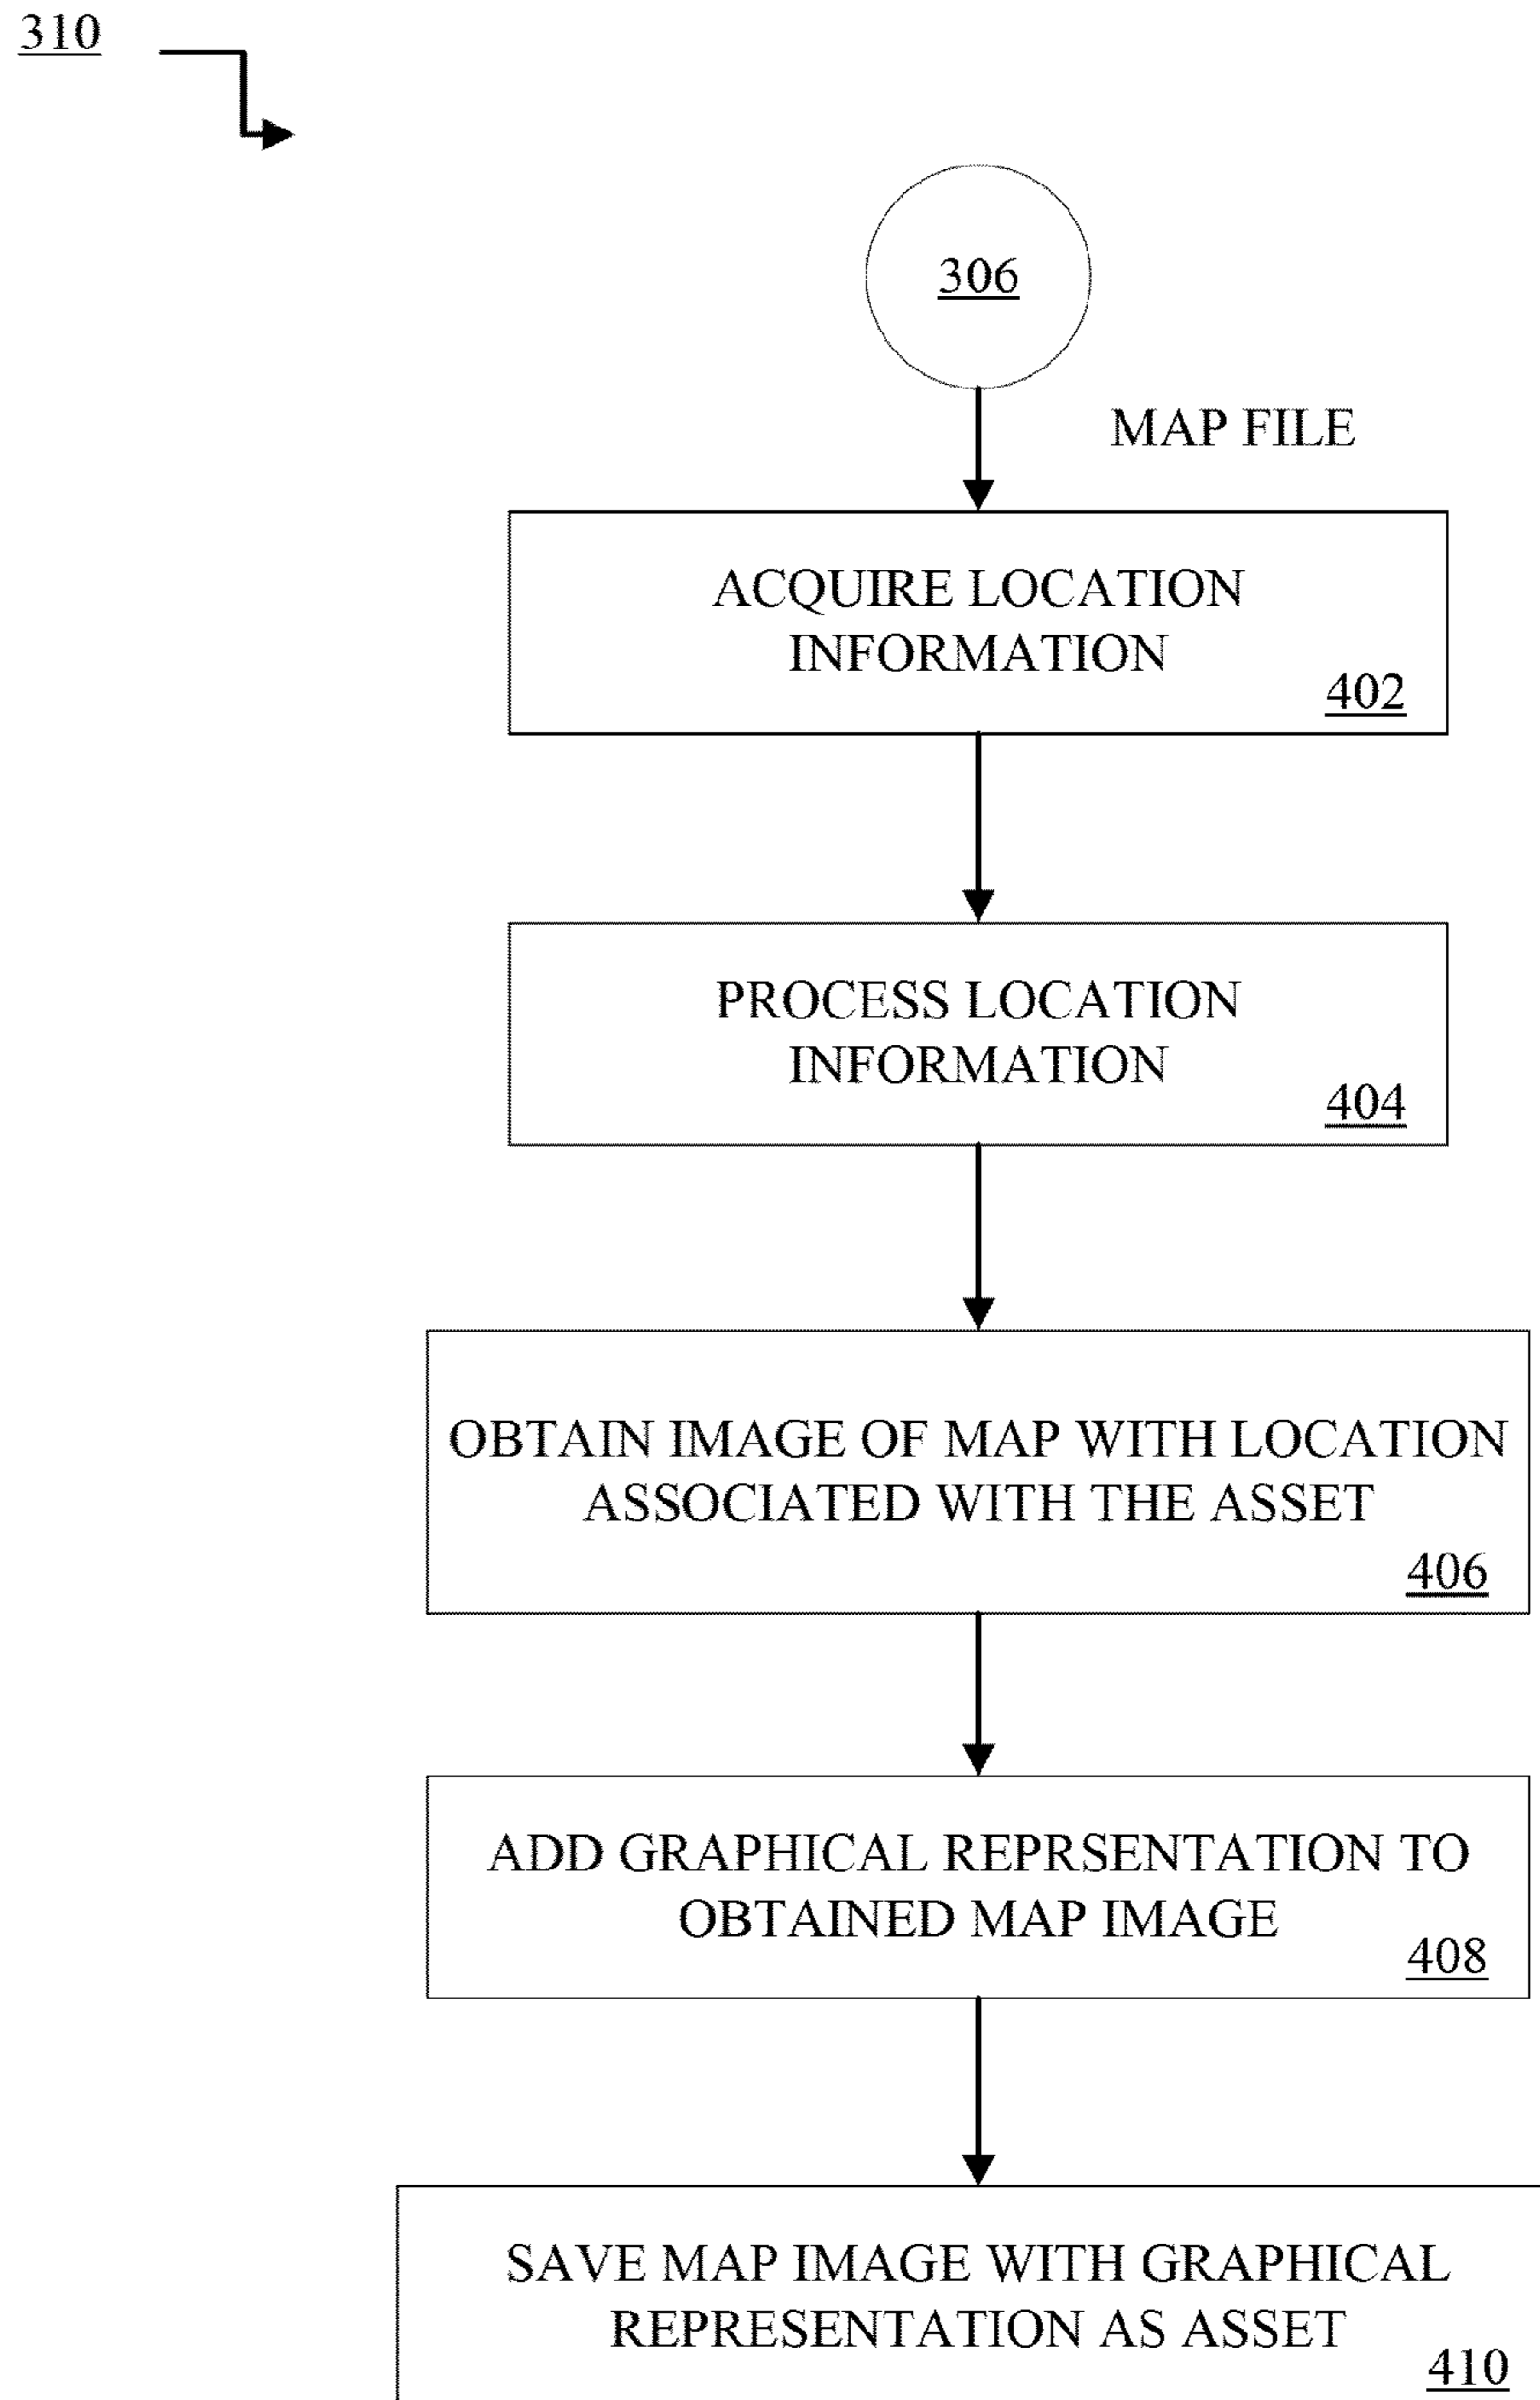 310
306
MAP FILE
ACQUIRE LOCATION
INFORMATION
402
PROCESS LOCATION
INFORMATION
404
OBTAIN IMAGE OF MAP WITH LOCATION
ASSOCIATED WITH THE ASSET
406
ADD GRAPHICAL REPRSENTATION TO
OBTAINED MAP IMAGE
408
SAVE MAP IMAGE WITH GRAPHICAL
REPRESENTATION AS ASSET
410